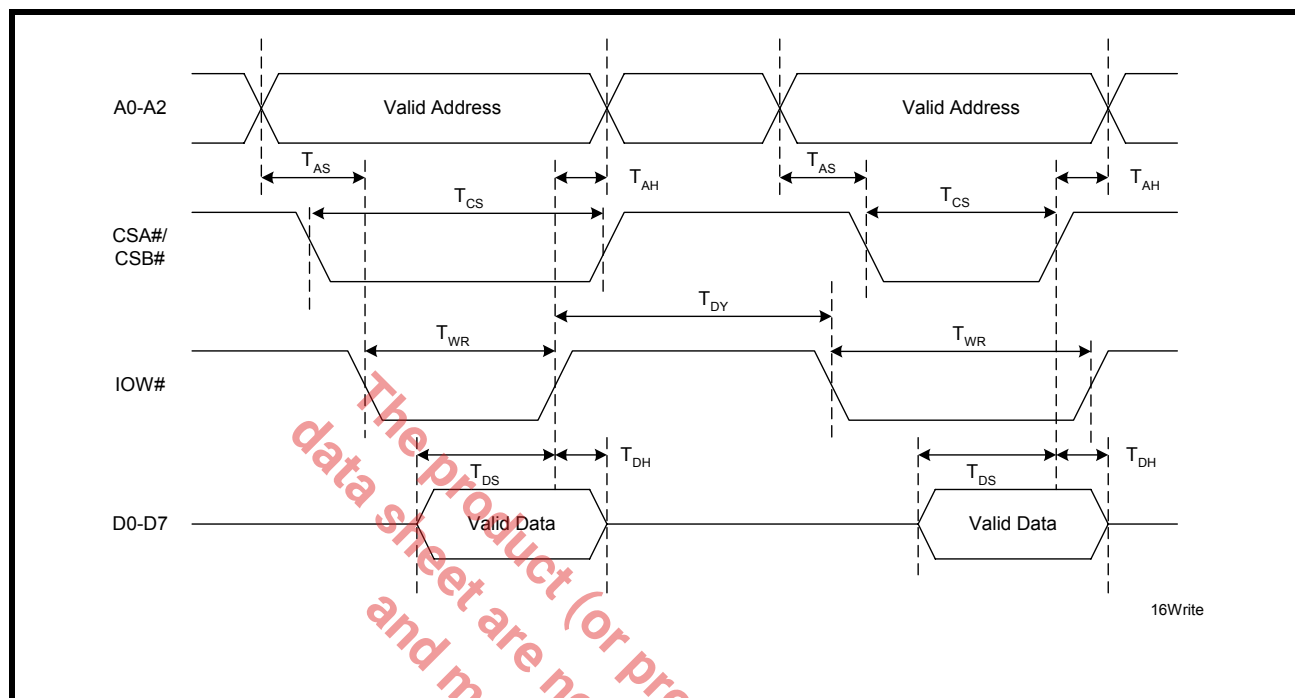 A0-A2
Valid Address
Valid Address
TAS
TAH
TAS
TAH
TCS
TCS
CSA#/
CSB#
TDY
TWR
TWR
IOW#
TDS
TDH
TDS
TDH
D0-D7
Valid Data
Valid Data
16Write
The product (or
data sheet are
and